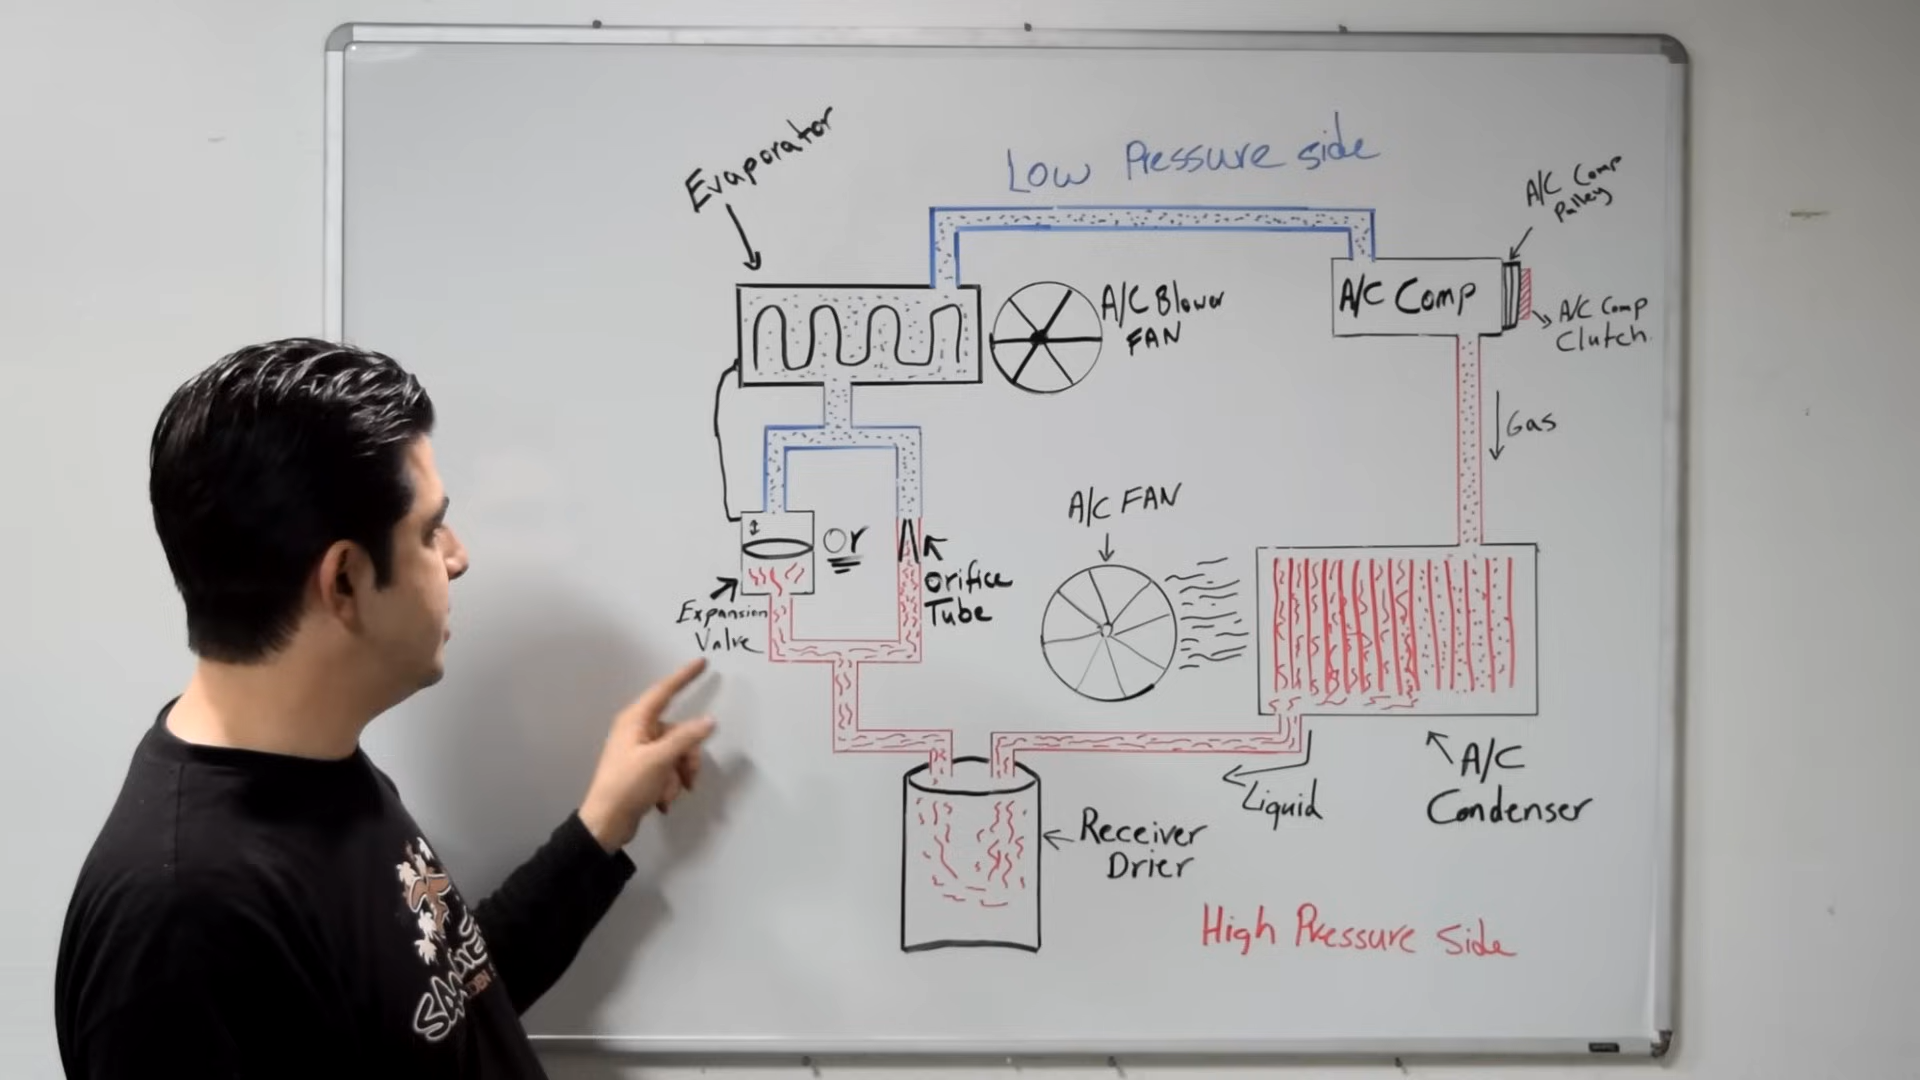 Evaporator
Low Pressure side
A/C Comp
Pulley
A/C Comp
A/C Comp
Clutch
A/C Blower
FAN
Gas
A/C FAN
Or
Orifice
Tube
Expansion
Valve
Liquid
A/C
Condenser
Receiver
Drier
High Pressure Side